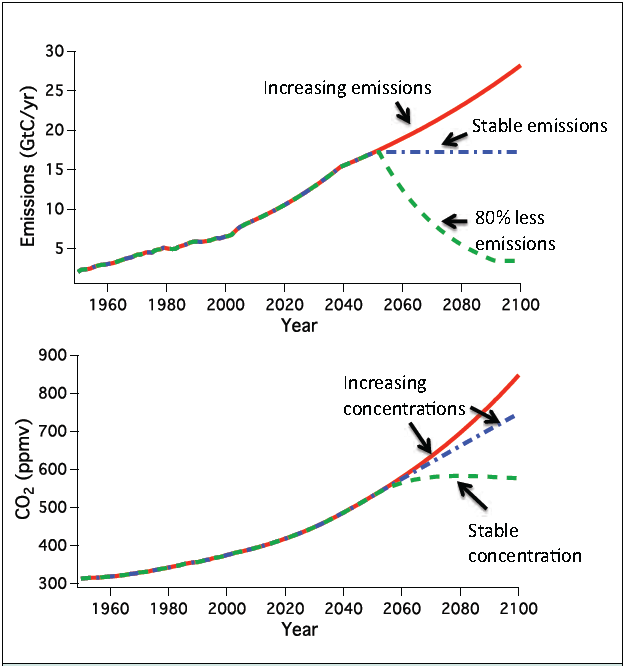 30
25
20
15
10
5
Emissions (GtC/yr)
Increasing emissions
Stable emissions
80% less
emissions
1960 1980 2000 2020 2040 2060 2080 2100
Year
900
800
700
600
500
400
300
CO₂ (ppmv)
Increasing
concentrations
Stable
concentration
1960 1980 2000 2020 2040 2060 2080 2100
Year